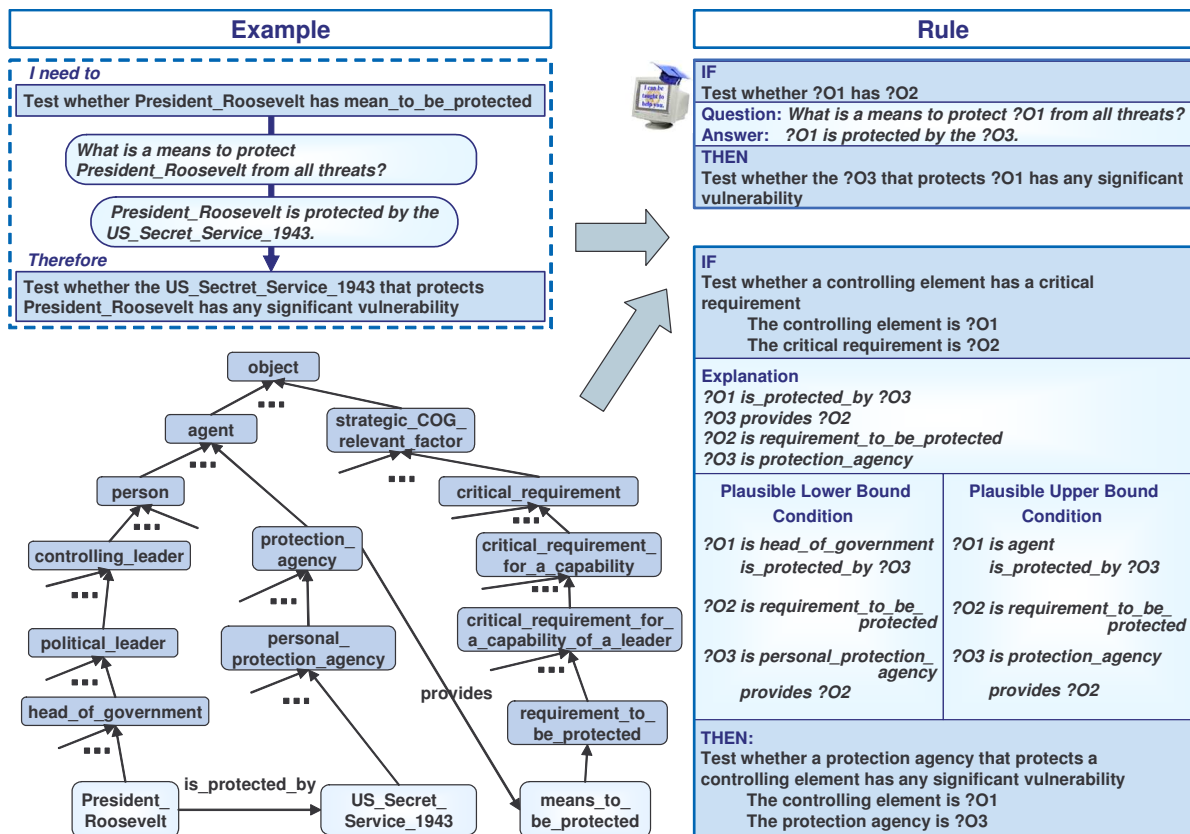 Example
I need to
Test whether President_Roosevelt has mean_to_be_protected
What is a means to protect
President_Roosevelt from all threats?
President_Roosevelt is protected by the
US_Secret_Service_1943.
Therefore
Test whether the US_Sectret_Service_1943 that protects
President_Roosevelt has any significant vulnerability
object
...
agent
strategic_COG_
relevant_factor
...
...
person
critical_requirement
...
...
controlling_leader
protection_
agency
critical_requirement_
for_a_capability
...
...
...
political_leader
personal_
protection_agency
critical_requirement_for_
a_capability_of_a_leader
...
...
...
provides
head_of_government
requirement_to_
be_protected
...
is_protected_by
President_
Roosevelt
US_Secret_
Service_1943
means_to_
be_protected
Rule
I can be
taught to
help you.
IF
Test whether ?O1 has ?O2
Question: What is a means to protect ?O1 from all threats?
Answer: ?O1 is protected by the ?O3.
THEN
Test whether the ?O3 that protects ?O1 has any significant
vulnerability
IF
Test whether a controlling element has a critical
requirement
The controlling element is ?O1
The critical requirement is ?O2
Explanation
?O1 is_protected_by ?O3
?O3 provides ?O2
?O2 is requirement_to_be_protected
?O3 is protection_agency
Plausible Lower Bound
Condition
?O1 is head_of_government
is_protected_by ?O3
?O2 is requirement_to_be_
protected
?O3 is personal_protection_
agency
provides ?O2
Plausible Upper Bound
Condition
?O1 is agent
is_protected_by ?O3
?O2 is requirement_to_be_
protected
?O3 is protection_agency
provides ?O2
THEN:
Test whether a protection agency that protects a
controlling element has any significant vulnerability
The controlling element is ?O1
The protection agency is ?O3